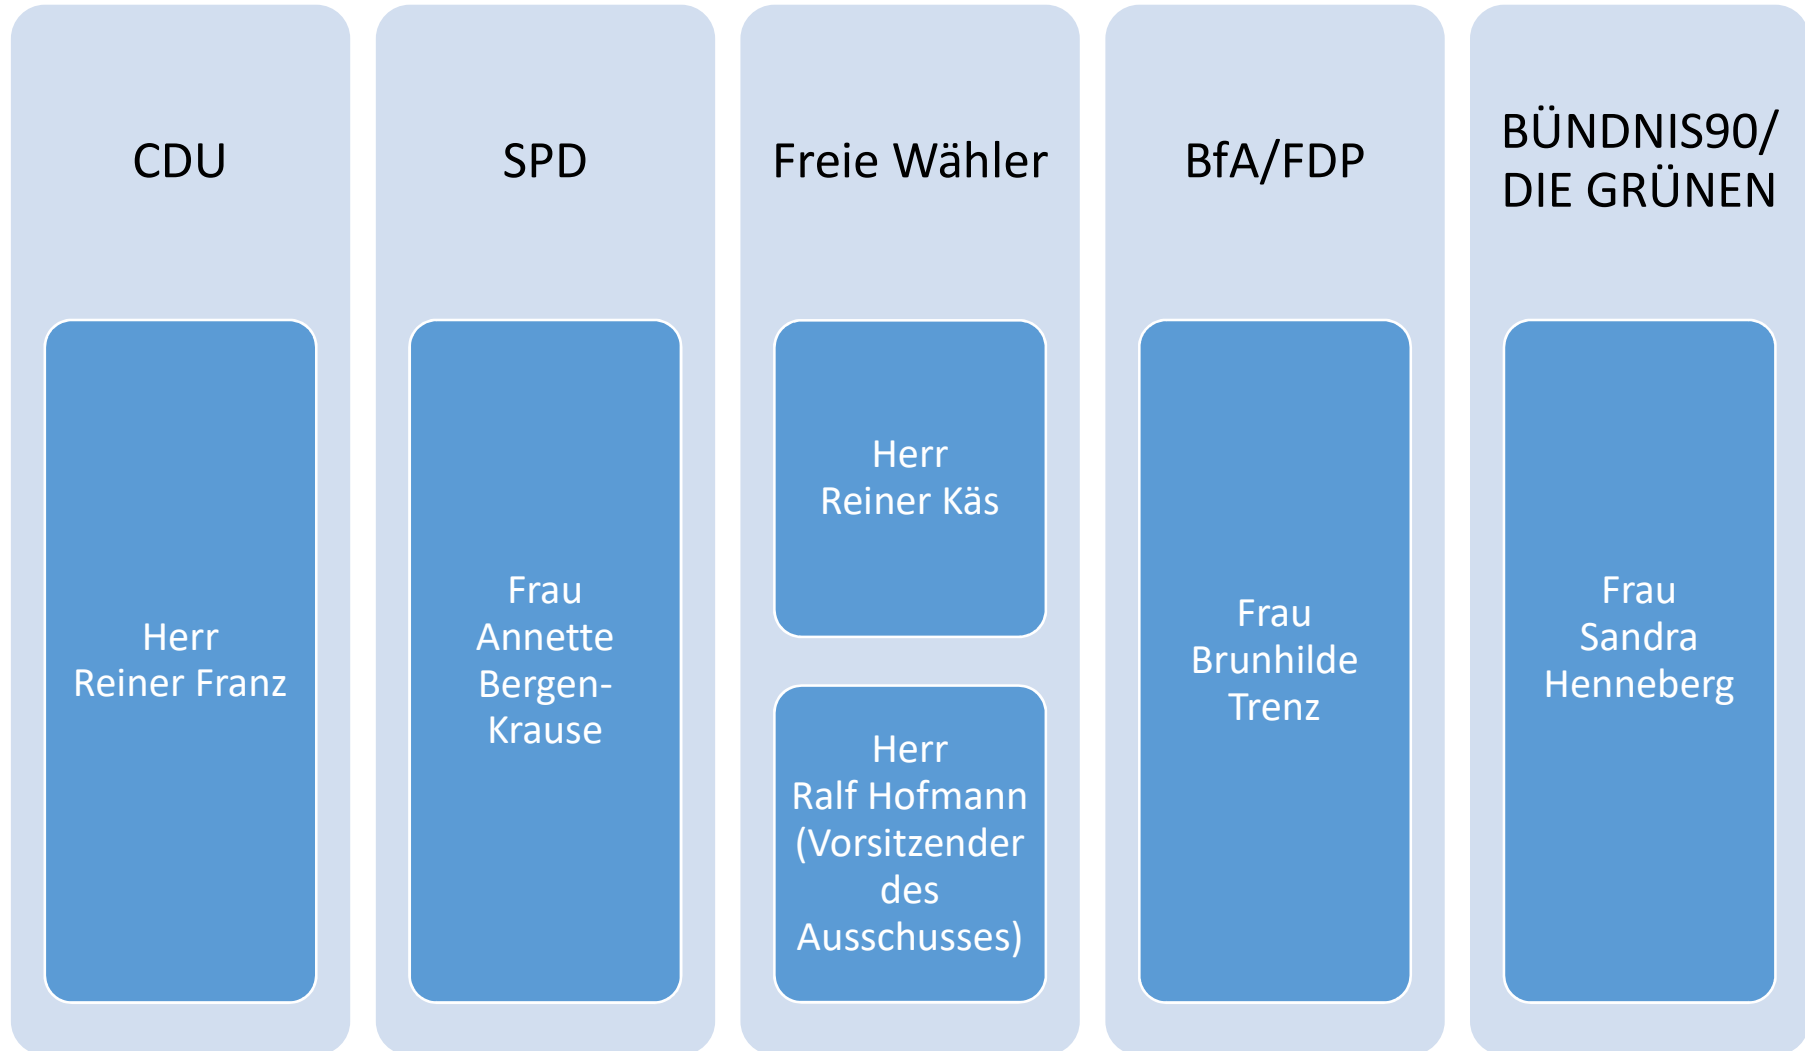 CDU
Herr
Reiner Franz
SPD
Frau
Annette
Bergen-
Krause
Freie Wähler
Herr
Reiner Käs
Herr
Ralf Hofmann
(Vorsitzender
des
Ausschusses)
BfA/FDP
Frau
Brunhilde
Trenz
BÜNDNIS90/
DIE GRÜNEN
Frau
Sandra
Henneberg